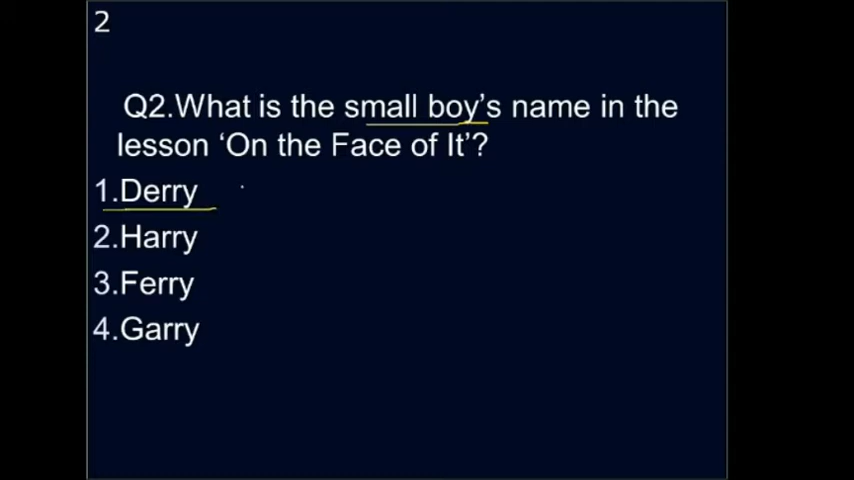 2
Q2.What is the small boy's name in the
lesson ‘On the Face of It’?
1.Derry
2.Harry
3.Ferry
4.Garry